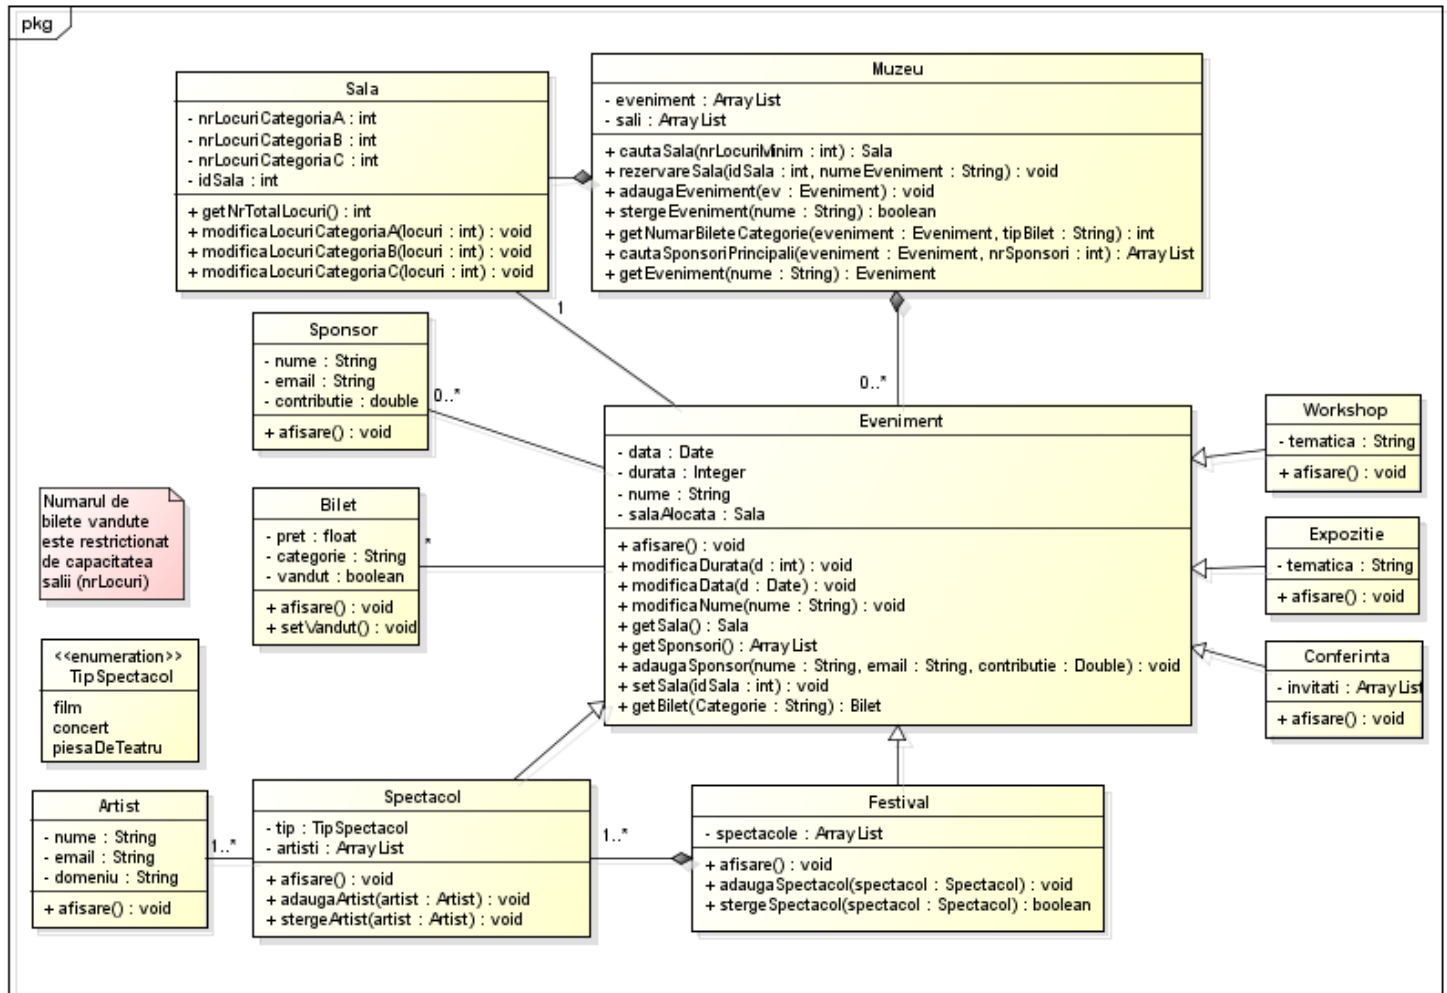 pkg
Sala
- nrLocuriCategoriaA : int
- nrLocuriCategoriaB : int
- nrLocuriCategoriaC : int
- idSala : int
+ getNrTotalLocuri() : int
+ modificaLocuriCategoriaA(locuri : int) : void
+ modificaLocuriCategoriaB(locuri : int) : void
+ modificaLocuriCategoriaC(locuri : int) : void
Muzeu
- eveniment : ArrayList
- sali : ArrayList
+ cautaSala(nrLocuriMinim : int) : Sala
+ rezervareSala(idSala : int, numeEveniment : String) : void
+ adaugaEveniment(ev : Eveniment) : void
+ stergeEveniment(nume : String) : boolean
+ getNumarBileteCategorie(eveniment : Eveniment, tipBilet : String) : int
+ cautaSponsoriPrincipali(eveniment : Eveniment, nrSponsori : int) : ArrayList
+ getEveniment(nume : String) : Eveniment
1
0..*
Sponsor
- nume : String
- email : String
- contributie : double
+ afisare() : void
0..*
Eveniment
- data : Date
- durata : Integer
- nume : String
- salaAlocata : Sala
+ afisare() : void
+ modificaDurata(d : int) : void
+ modificaData(d : Date) : void
+ modificaNume(nume : String) : void
+ getSala() : Sala
+ getSponsori() : ArrayList
+ adaugaSponsor(nume : String, email : String, contributie : Double) : void
+ setSala(idSala : int) : void
+ getBilet(Categorie : String) : Bilet
Workshop
- tematica : String
+ afisare() : void
Expozitie
- tematica : String
+ afisare() : void
Conferinta
- invitati : ArrayList
+ afisare() : void
Numarul de
bilete vandute
este restrictionat
de capacitatea
salii (nrLocuri)
Bilet
- pret : float
- categorie : String
- vandut : boolean
+ afisare() : void
+ setVandut() : void
*
<<enumeration>>
TipSpectacol
film
concert
piesaDeTeatru
Artist
- nume : String
- email : String
- domeniu : String
+ afisare() : void
1..*
Spectacol
- tip : TipSpectacol
- artisti : ArrayList
+ afisare() : void
+ adaugaArtist(artist : Artist) : void
+ stergeArtist(artist : Artist) : void
1..*
Festival
- spectacole : ArrayList
+ afisare() : void
+ adaugaSpectacol(spectacol : Spectacol) : void
+ stergeSpectacol(spectacol : Spectacol) : boolean